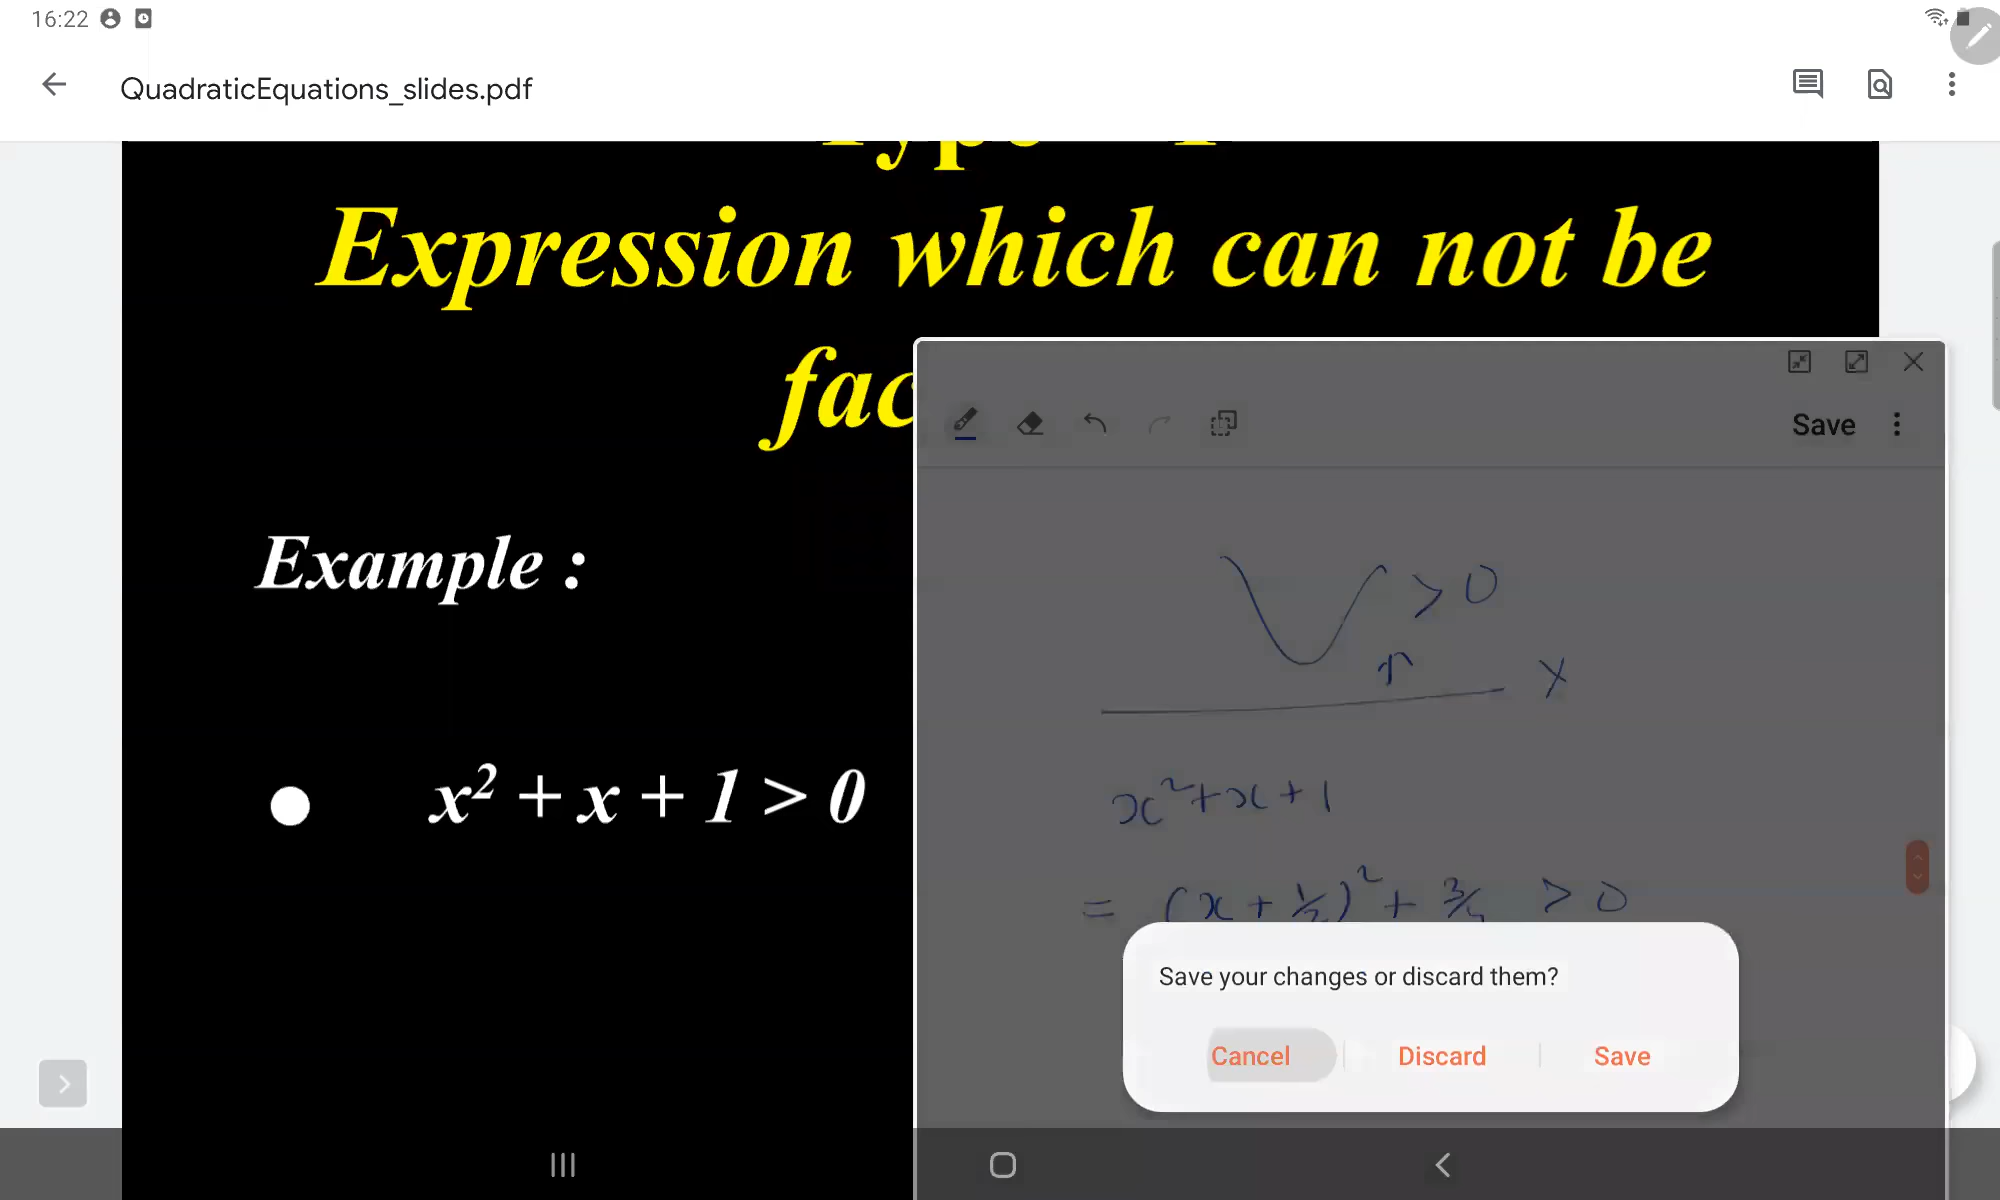 16:22
QuadraticEquations_slides.pdf
Expression which can not be
fac
Example :
x² + x + 1 > 0
Save
> 0
x
x² + x + 1
= (x + 1/2)² + 3/4 > 0
Save your changes or discard them?
Cancel
Discard
Save